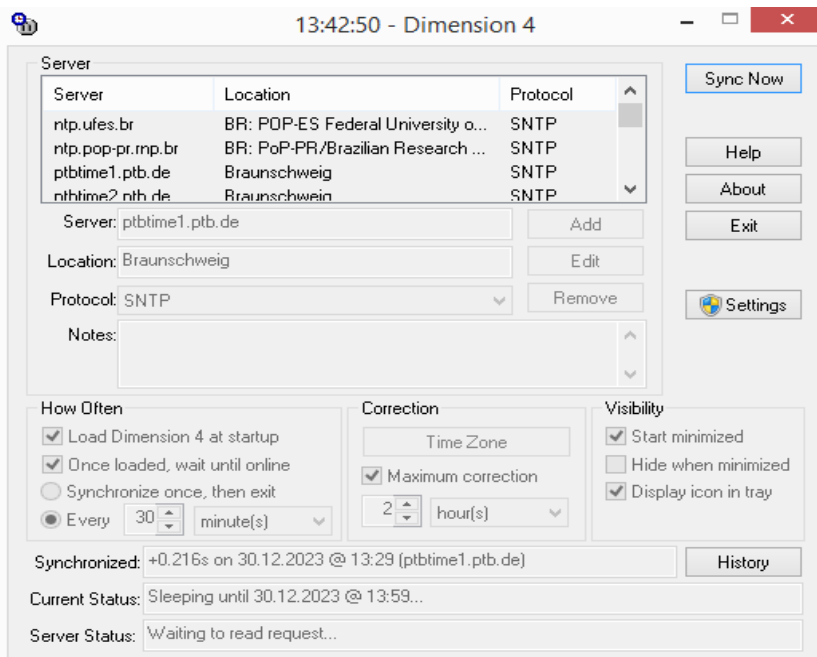 13:42:50 - Dimension 4
Server
Server Location Protocol
ntp.ufes.br BR: POP-ES Federal University o... SNTP
ntp.pop-pr.rnp.br BR: PoP-PR/Brazilian Research ... SNTP
ptbtime1.ptb.de Braunschweig SNTP
ptbtime2.ptb.de Braunschweig SNTP
Server: ptbtime1.ptb.de Add
Location: Braunschweig Edit
Protocol: SNTP Remove
Notes:
Sync Now
Help
About
Exit
Settings
How Often
Load Dimension 4 at startup
Once loaded, wait until online
Synchronize once, then exit
Every 30 minute(s)
Correction
Time Zone
Maximum correction
2 hour(s)
Visibility
Start minimized
Hide when minimized
Display icon in tray
Synchronized: +0.216s on 30.12.2023 @ 13:29 (ptbtime1.ptb.de) History
Current Status: Sleeping until 30.12.2023 @ 13:59...
Server Status: Waiting to read request...